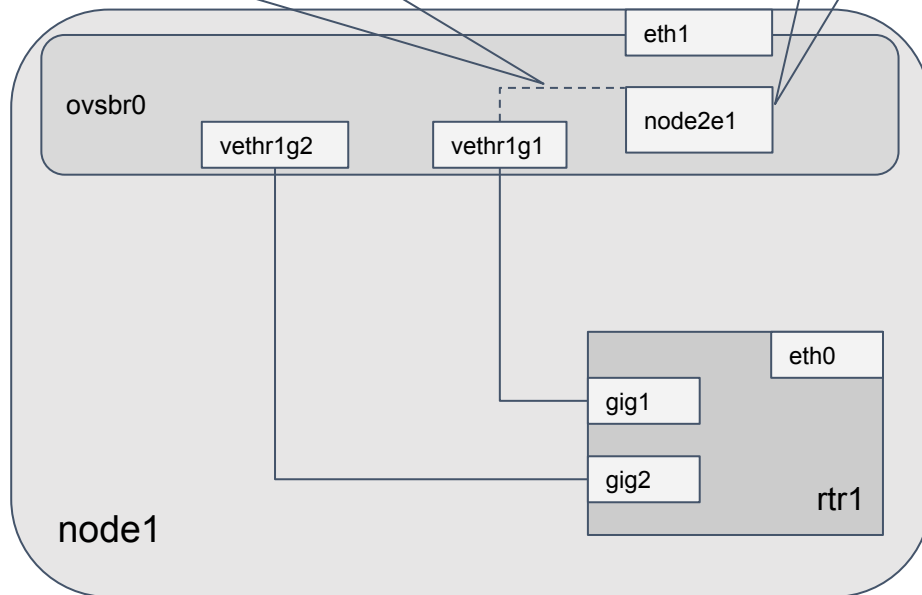 eth1
ovsbr0
node2e1
vethr1g2
vethr1g1
eth0
gig1
gig2
rtr1
node1